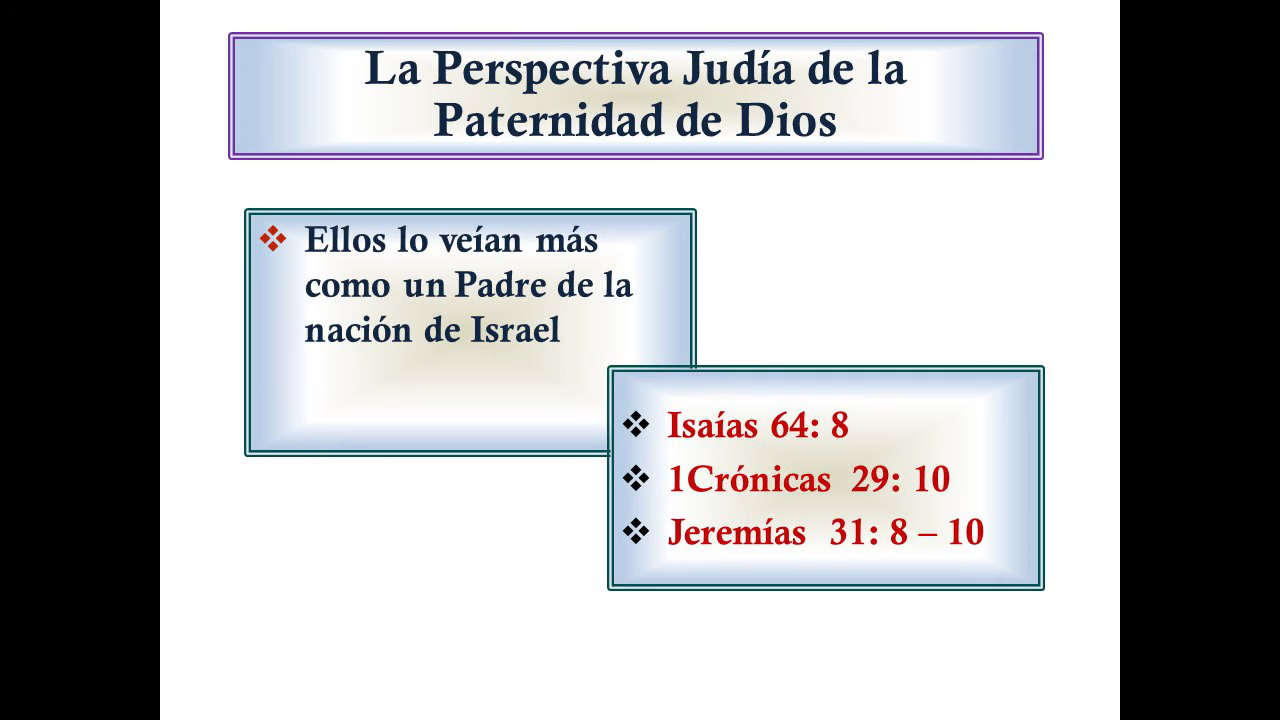 La Perspectiva Judía de la
Paternidad de Dios
Ellos lo veían más
como un Padre de la
nación de Israel
Isaías 64: 8
1Crónicas 29: 10
Jeremías 31: 8 – 10